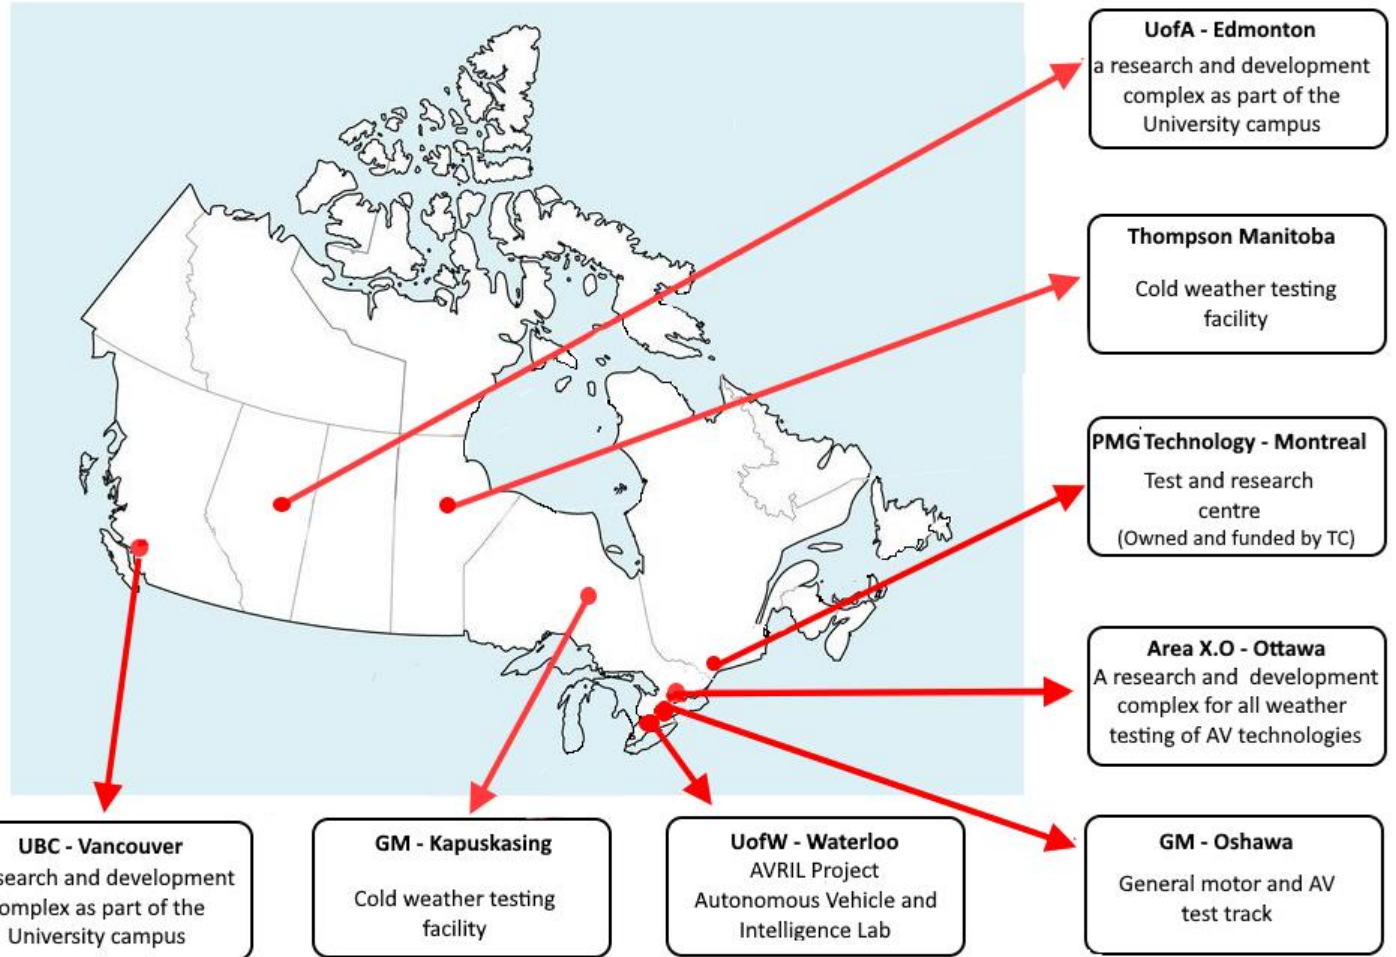 UofA - Edmonton
a research and development
complex as part of the
University campus
Thompson Manitoba
Cold weather testing
facility
PMG Technology - Montreal
Test and research
centre
(Owned and funded by TC)
Area X.O - Ottawa
A research and development
complex for all weather
testing of AV technologies
GM - Oshawa
General motor and AV
test track
UofW - Waterloo
AVRIL Project
Autonomous Vehicle and
Intelligence Lab
GM - Kapuskasing
Cold weather testing
facility
UBC - Vancouver
search and development
omplex as part of the
University campus